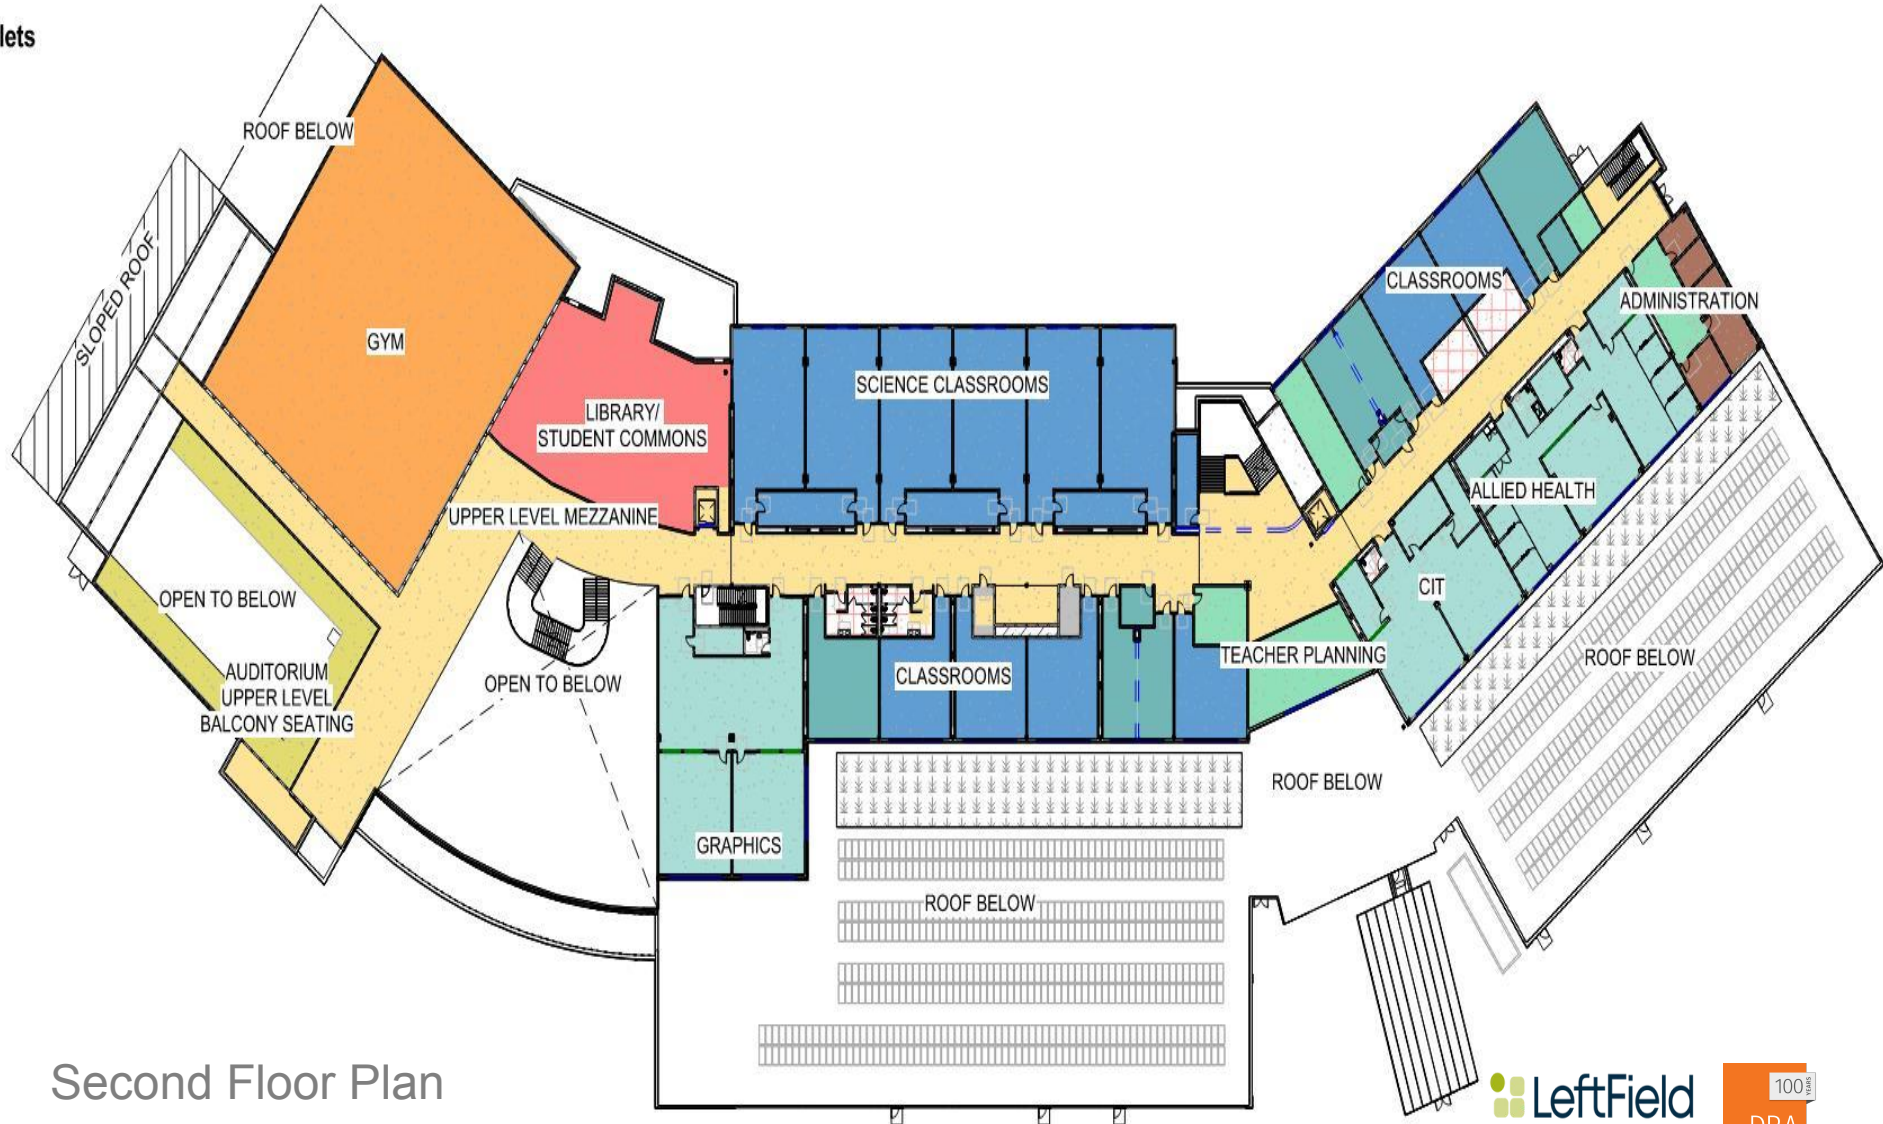 lets
ROOF BELOW
SLOPED ROOF
GYM
LIBRARY/
STUDENT COMMONS
SCIENCE CLASSROOMS
CLASSROOMS
ADMINISTRATION
UPPER LEVEL MEZZANINE
ALLIED HEALTH
OPEN TO BELOW
CIT
AUDITORIUM
UPPER LEVEL
BALCONY SEATING
OPEN TO BELOW
CLASSROOMS
TEACHER PLANNING
ROOF BELOW
ROOF BELOW
GRAPHICS
ROOF BELOW
Second Floor Plan
LeftField
100 YEARS
DRA